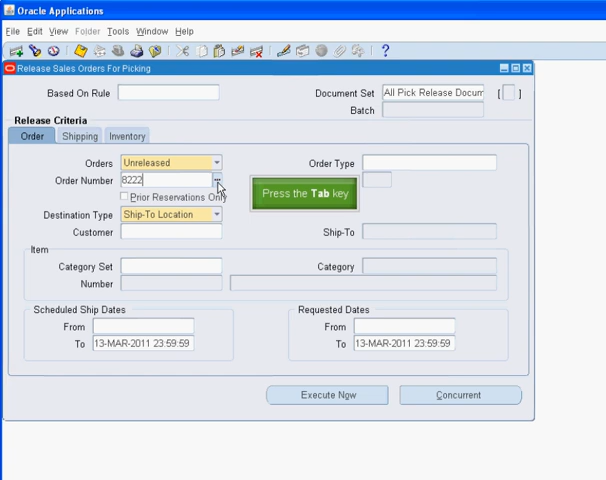 Oracle Applications
File Edit View Folder Tools Window Help
?
Release Sales Orders For Picking
Based On Rule
Document Set All Pick Release Docum [ ]
Batch
Release Criteria
Order Shipping Inventory
Orders Unreleased Order Type
Order Number 8222 ...
Press the Tab key
Prior Reservations Only
Destination Type Ship-To Location
Customer Ship-To
Item
Category Set Category
Number
Scheduled Ship Dates Requested Dates
From From
To 13-MAR-2011 23:59:59 To 13-MAR-2011 23:59:59
Execute Now Concurrent